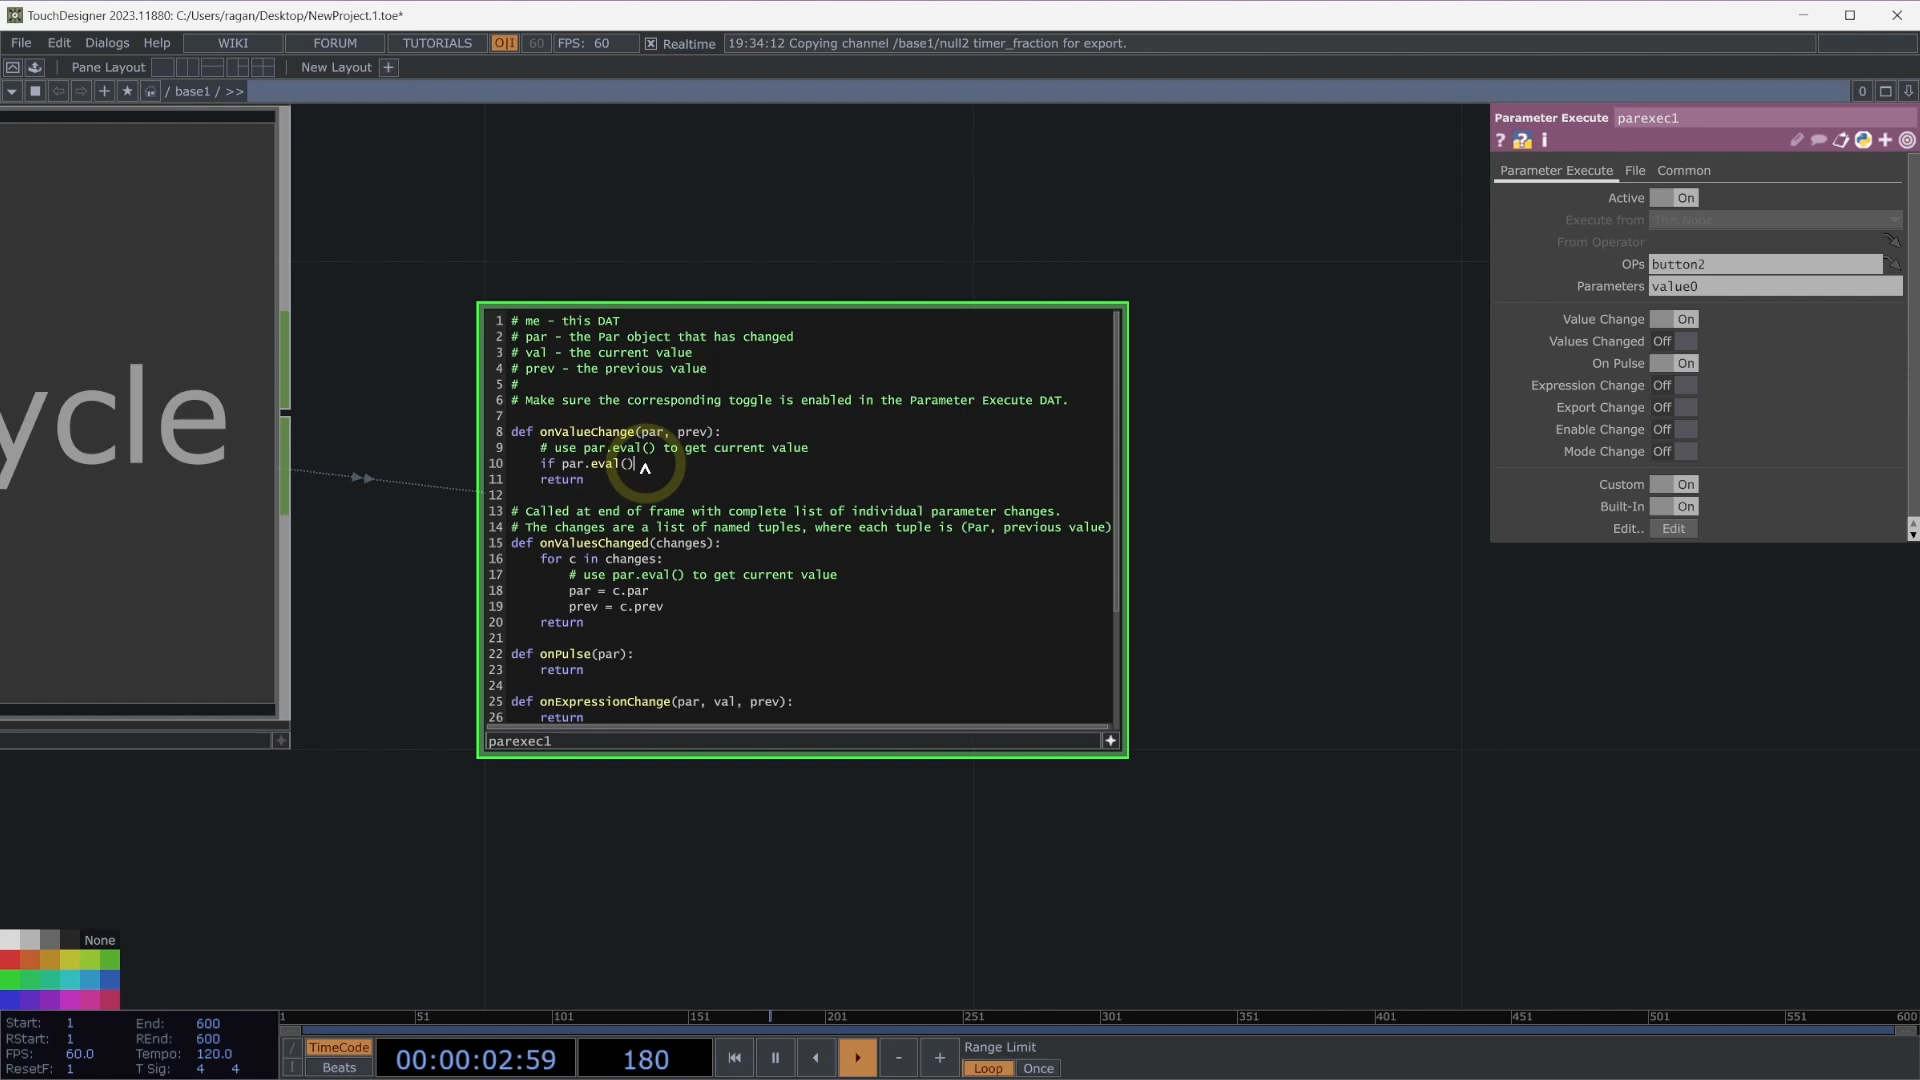 TouchDesigner 2023.11880: C:/Users/ragan/Desktop/NewProject.1.toe*
File Edit Dialogs Help WIKI FORUM TUTORIALS O|I 60 FPS: 60 Realtime 19:34:12 Copying channel /base1/null2 timer_fraction for export.
Pane Layout New Layout +
/ base1 / >> 0
Parameter Execute parexec1
? ? i
Parameter Execute File Common
Active On
Execute from This Node
From Operator
OPs button2
Parameters value0
Value Change On
Values Changed Off
On Pulse On
Expression Change Off
Export Change Off
Enable Change Off
Mode Change Off
Custom On
Built-In On
Edit.. Edit
ycle
1 # me - this DAT
2 # par - the Par object that has changed
3 # val - the current value
4 # prev - the previous value
5 #
6 # Make sure the corresponding toggle is enabled in the Parameter Execute DAT.
7
8 def onValueChange(par, prev):
9 # use par.eval() to get current value
10 if par.eval()
11 return
12
13 # Called at end of frame with complete list of individual parameter changes.
14 # The changes are a list of named tuples, where each tuple is (Par, previous value)
15 def onValuesChanged(changes):
16 for c in changes:
17 # use par.eval() to get current value
18 par = c.par
19 prev = c.prev
20 return
21
22 def onPulse(par):
23 return
24
25 def onExpressionChange(par, val, prev):
26 return
parexec1
None
Start: 1 End: 600
RStart: 1 REnd: 600
FPS: 60.0 Tempo: 120.0
ResetF: 1 T Sig: 4 4
1 51 101 151 201 251 301 351 401 451 501 551 600
TimeCode
Beats
00:00:02:59
180
- +
Range Limit
Loop Once